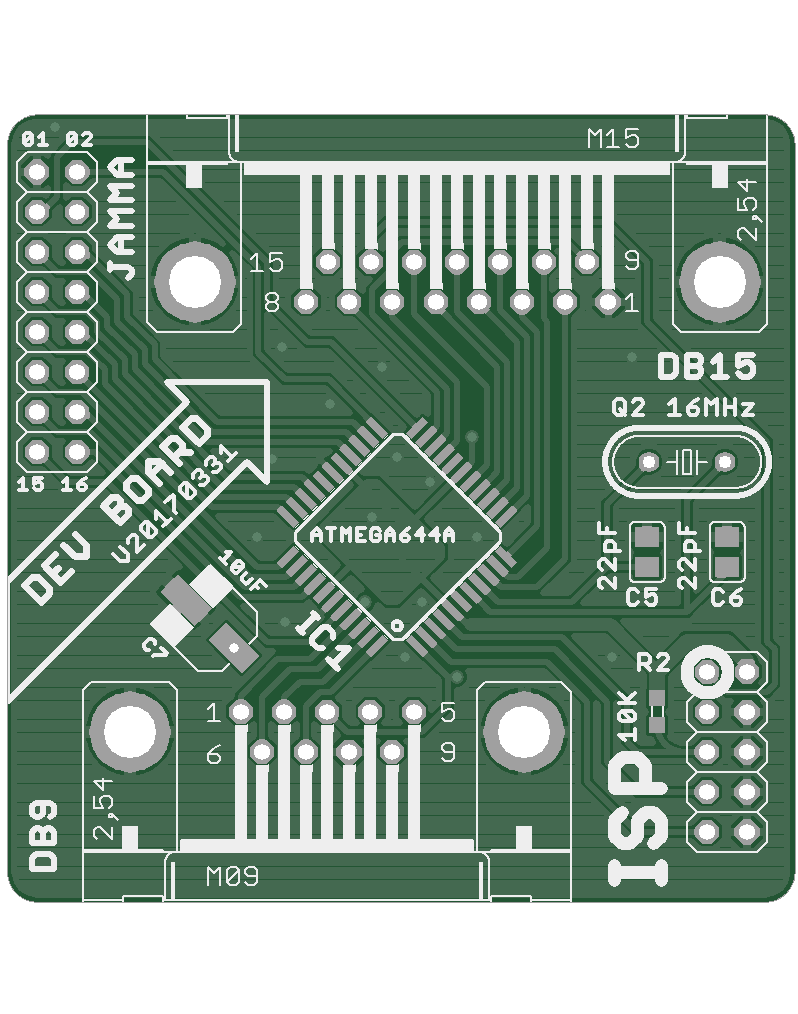 01 02
M15
2,54
JAMMA
15
9
8
1
DB15
Q2 16MHz
15 16
DEV BOARD
V20170333
ATMEGA644A
22pF
22pF
C5
C6
10uF
C7
IC1
R2
10K
1
5
6
9
2,54
DB9
ISP
M09